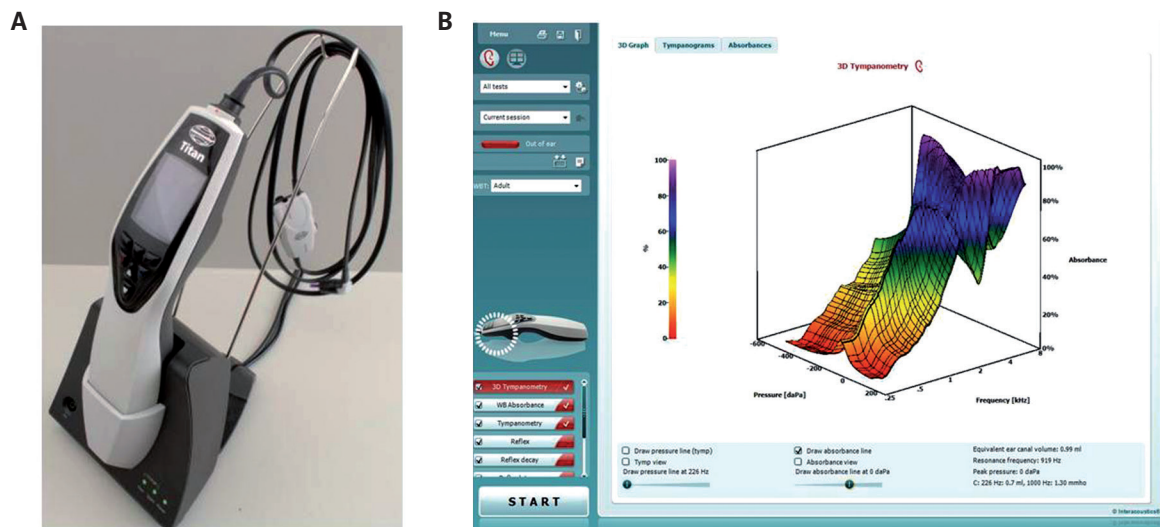 A
Titan
B
Menu
All tests
Current session
Out of ear
WBT: Adult
3D Tympanometry
WB Absorbance
Tympanometry
Reflex
Reflex decay
START
3D Graph Tympanograms Absorbances
3D Tympanometry
100
80
60
40
20
0
%
100%
80%
60%
40%
20%
0%
Absorbance
-600
-400
-200
0
200
Pressure [daPa]
.25
.5
1
2
4
8
Frequency [kHz]
Draw pressure line (tymp)
Tymp view
Draw pressure line at 226 Hz
Draw absorbance line
Absorbance view
Draw absorbance line at 0 daPa
Equivalent ear canal volume: 0.99 ml
Resonance frequency: 919 Hz
Peak pressure: 0 daPa
C: 226 Hz: 0.7 ml, 1000 Hz: 1.30 mmho